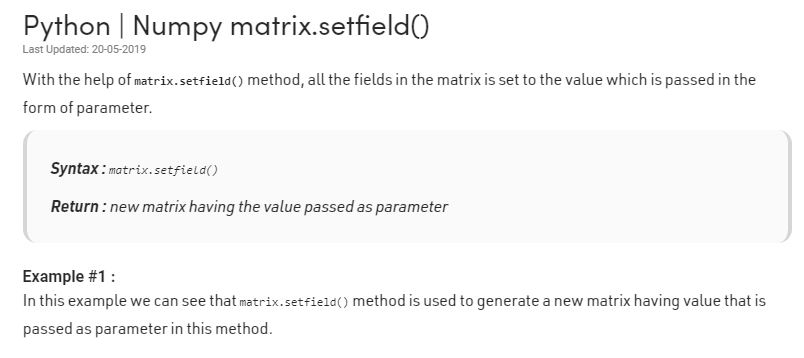 Python | Numpy matrix.setfield()
Last Updated: 20-05-2019
With the help of matrix.setfield() method, all the fields in the matrix is set to the value which is passed in the
form of parameter.
Syntax : matrix.setfield()
Return : new matrix having the value passed as parameter
Example #1 :
In this example we can see that matrix.setfield() method is used to generate a new matrix having value that is
passed as parameter in this method.